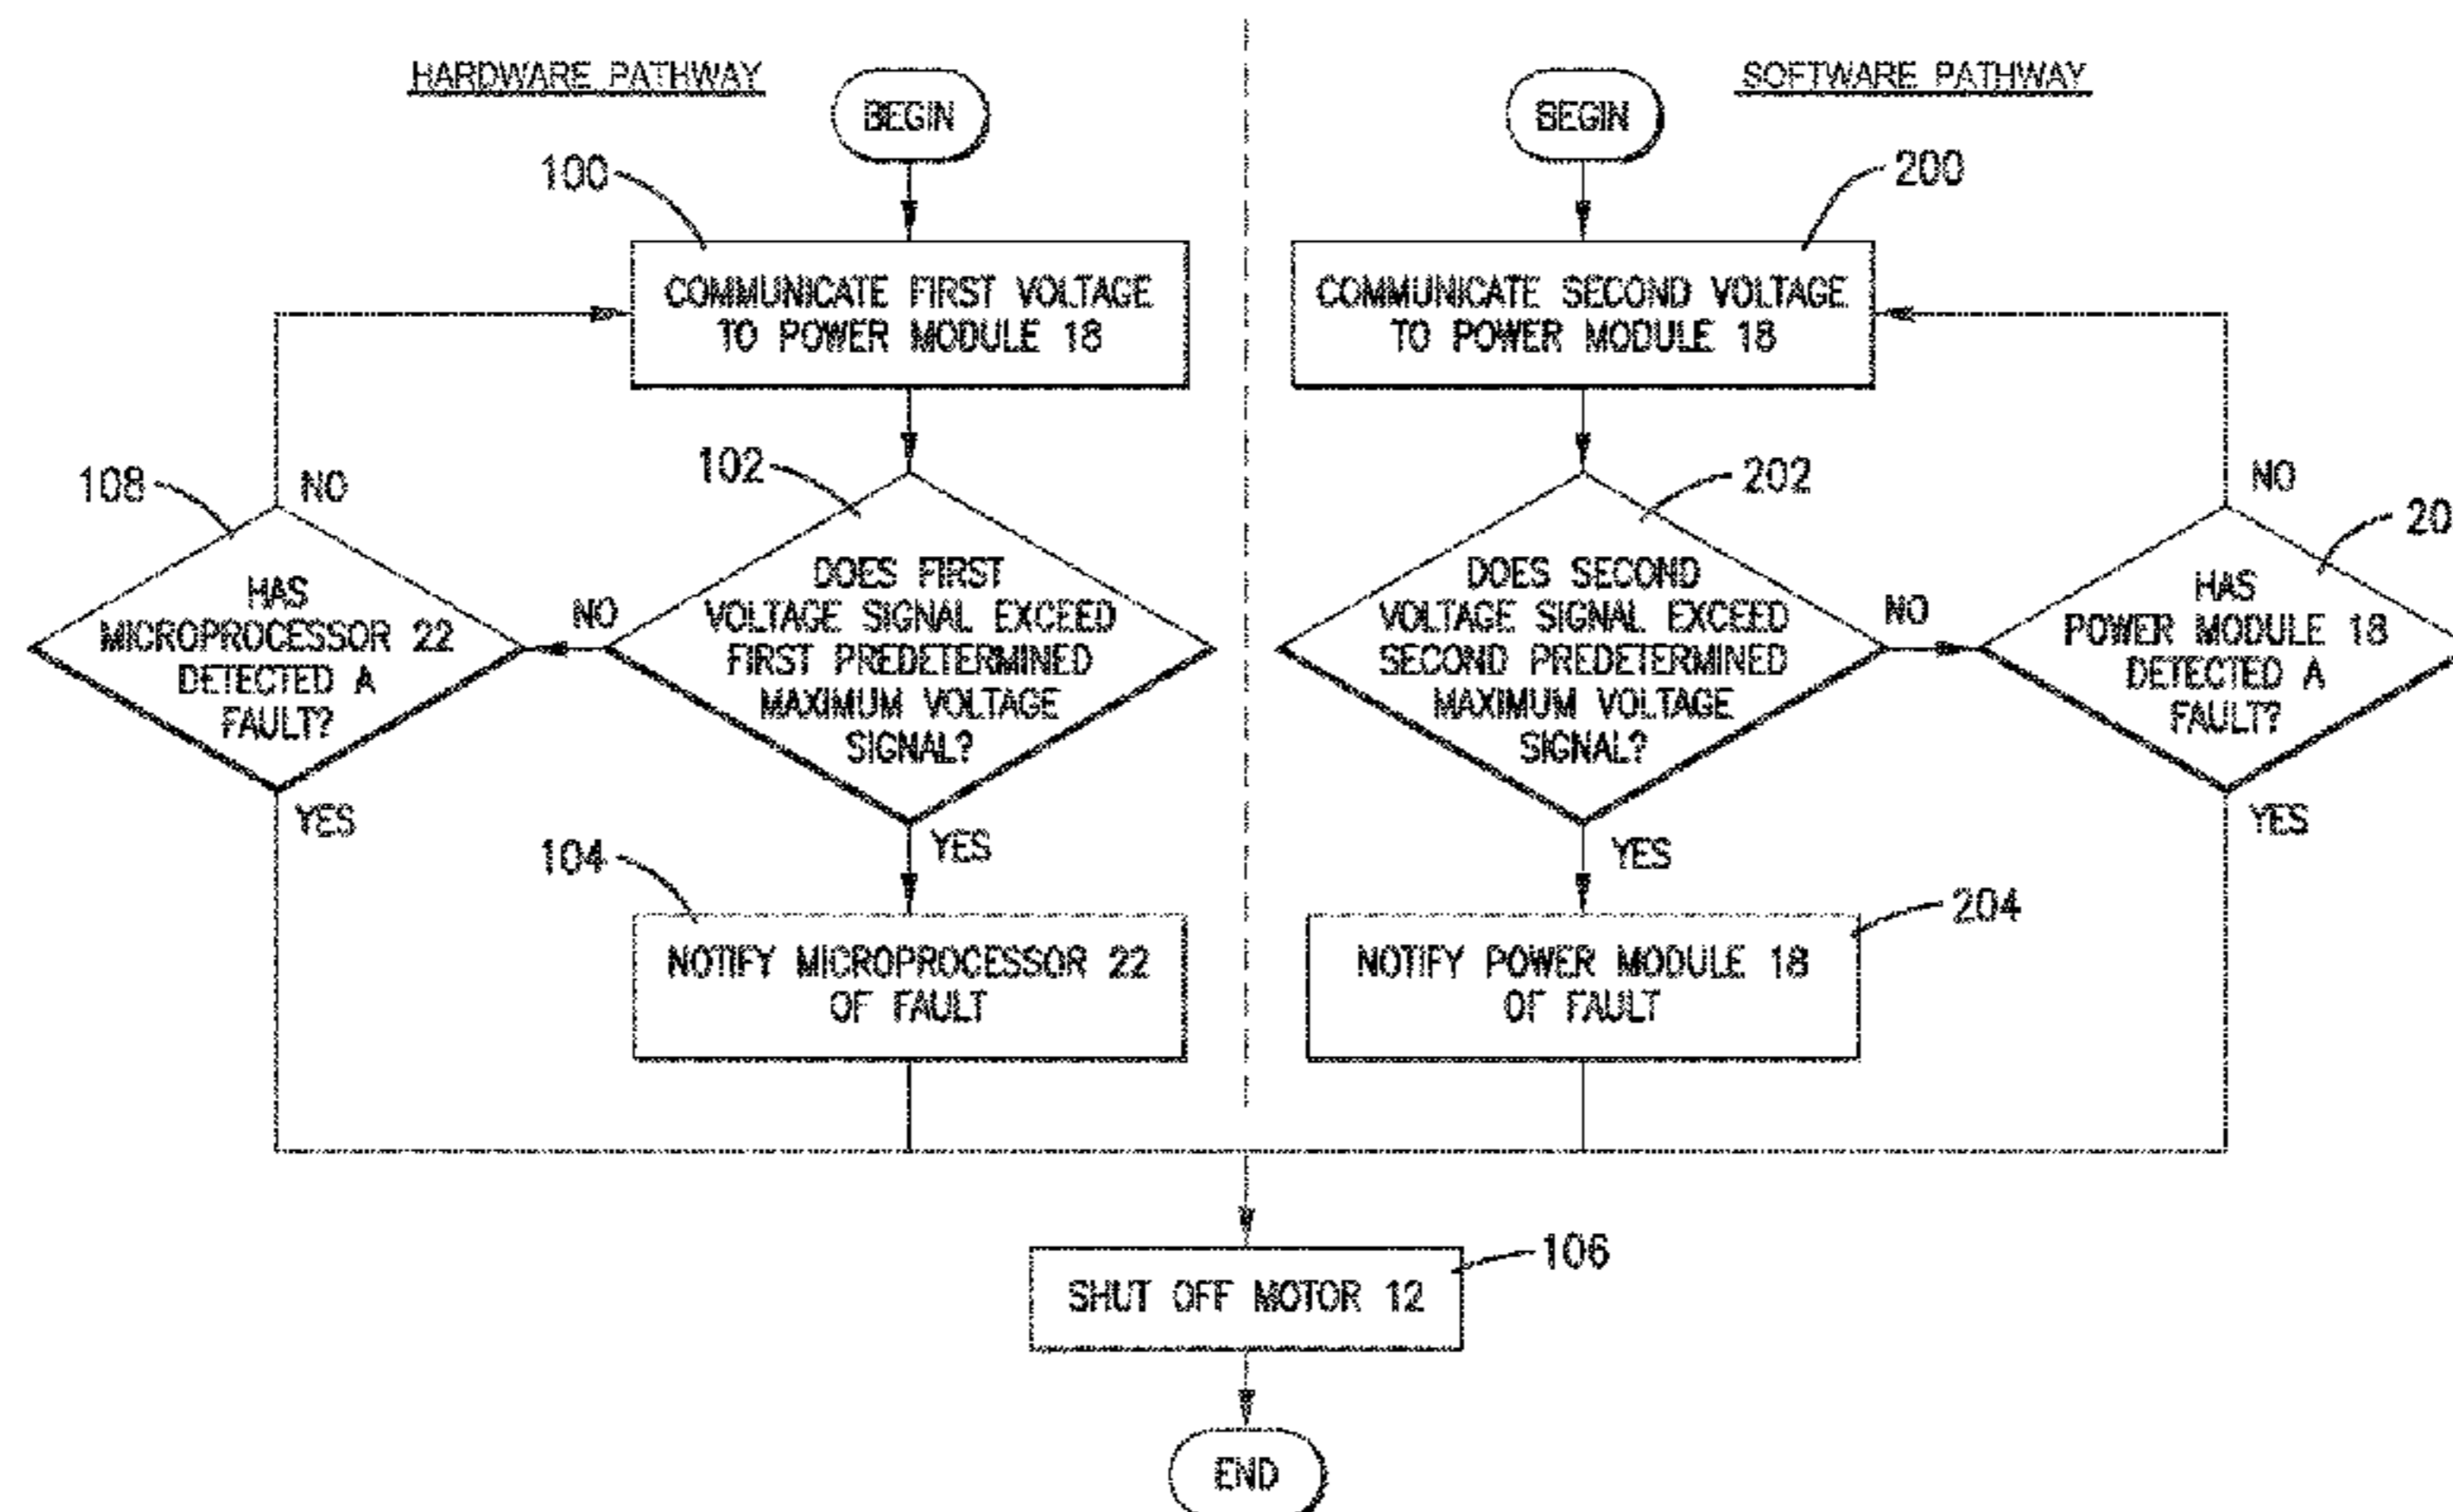 HARDWARE PATHWAY
BEGIN
100
COMMUNICATE FIRST VOLTAGE
TO POWER MODULE 18
102
DOES FIRST
VOLTAGE SIGNAL EXCEED
FIRST PREDETERMINED
MAXIMUM VOLTAGE
SIGNAL?
NO
YES
108
HAS
MICROPROCESSOR 22
DETECTED A
FAULT?
NO
YES
104
NOTIFY MICROPROCESSOR 22
OF FAULT
SOFTWARE PATHWAY
BEGIN
200
COMMUNICATE SECOND VOLTAGE
TO POWER MODULE 18
202
DOES SECOND
VOLTAGE SIGNAL EXCEED
SECOND PREDETERMINED
MAXIMUM VOLTAGE
SIGNAL?
NO
YES
20
HAS
POWER MODULE 18
DETECTED A
FAULT?
NO
YES
204
NOTIFY POWER MODULE 18
OF FAULT
106
SHUT OFF MOTOR 12
END